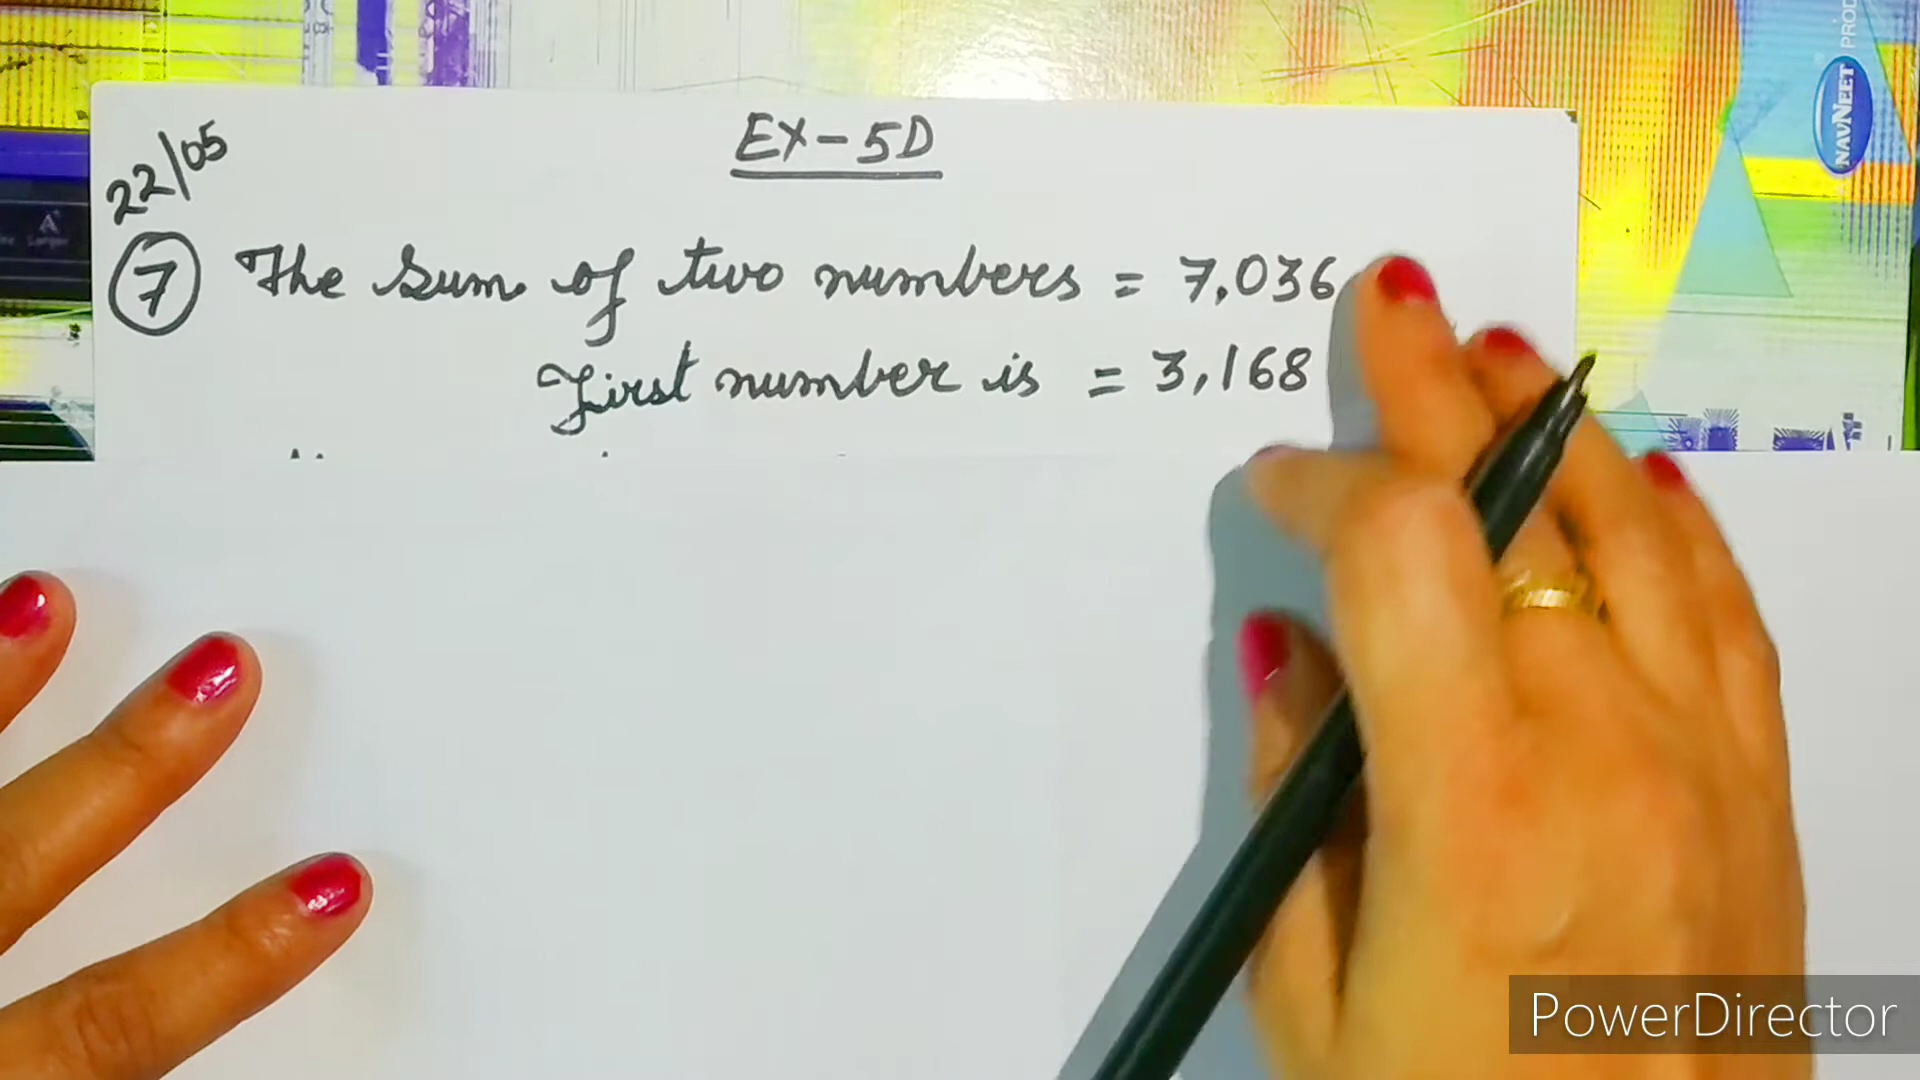 EX-5D
22/05
7 The Sum of two numbers = 7,036
First number is = 3,168
NAVNEET PROD
PowerDirector